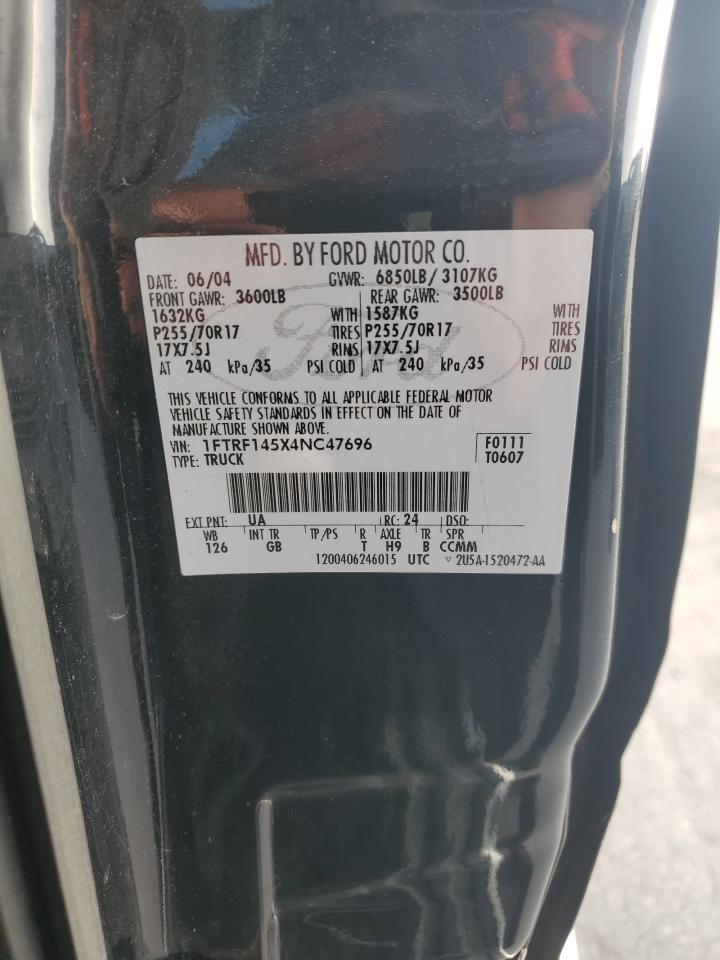 MFD. BY FORD MOTOR CO.
DATE: 06/04 GVWR: 6850LB/3107KG
FRONT GAWR: 3600LB REAR GAWR: 3500LB
1632KG WITH 1587KG WITH
P255/70R17 TIRES P255/70R17 TIRES
17X7.5J RIMS 17X7.5J RIMS
AT 240 kPa/35 PSI COLD AT 240 kPa/35 PSI COLD
Ford
THIS VEHICLE CONFORMS TO ALL APPLICABLE FEDERAL MOTOR
VEHICLE SAFETY STANDARDS IN EFFECT ON THE DATE OF
MANUFACTURE SHOWN ABOVE.
VIN: 1FTRF145X4NC47696 F0111
TYPE: TRUCK T0607
EXT PNT: UA RC: 24 DSO:
WB INT TR TP/PS R AXLE TR SPR
126 GB T H9 B CCMM
1200406246015 UTC ▽ 2U5A-1520472-AA